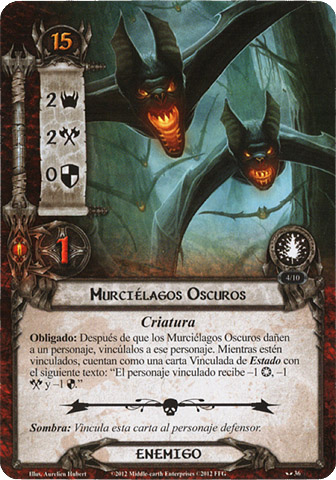 15
2
2
0
1
4/10
Murciélagos Oscuros
Criatura
Obligado: Después de que los Murciélagos Oscuros dañen
a un personaje, vincúlalos a ese personaje. Mientras estén
vinculados, cuentan como una carta Vinculada de Estado con
el siguiente texto: "El personaje vinculado recibe –1 , –1
y –1 ."
Sombra: Vincula esta carta al personaje defensor.
ENEMIGO
Illus. Aurelien Hubert ©2012 Middle-earth Enterprises ©2012 FFG 36